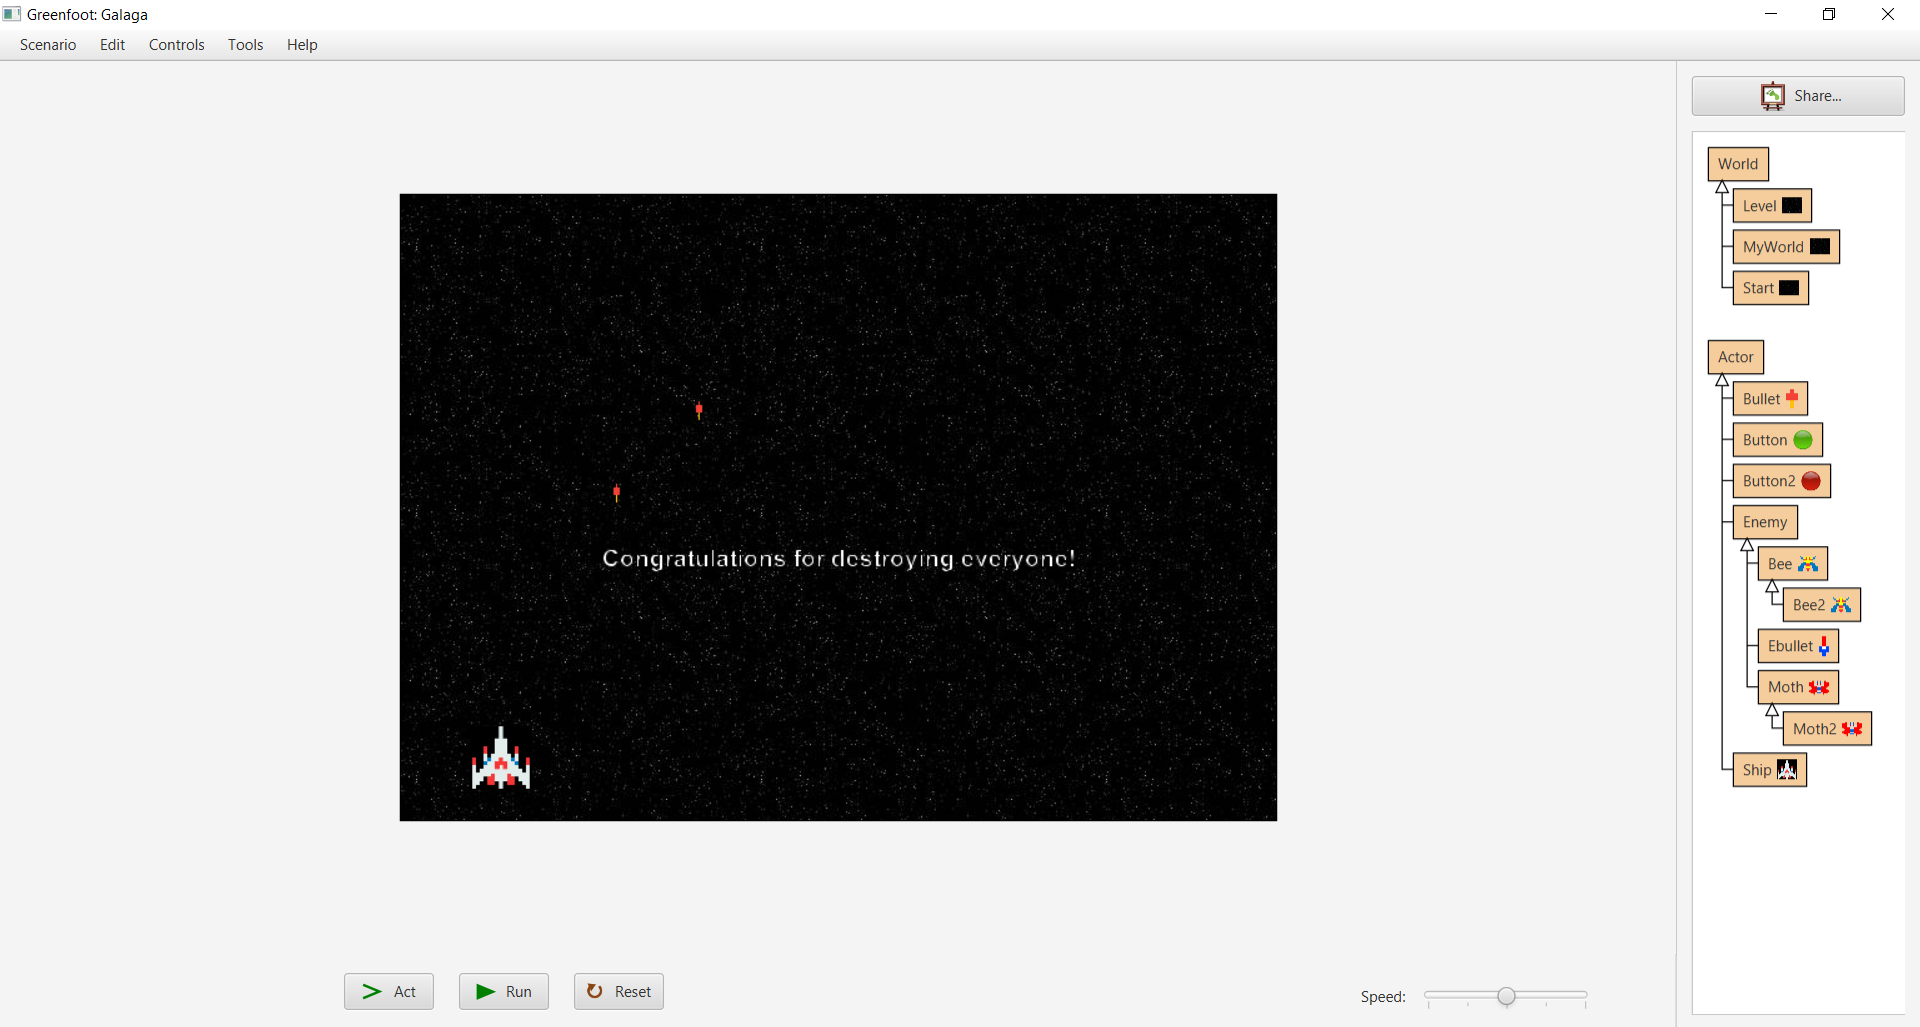 Greenfoot: Galaga
Scenario Edit Controls Tools Help
Share...
World
Level
MyWorld
Start
Actor
Bullet
Button
Button2
Enemy
Bee
Bee2
Ebullet
Moth
Moth2
Ship
Congratulations for destroying everyone!
Act Run Reset Speed: